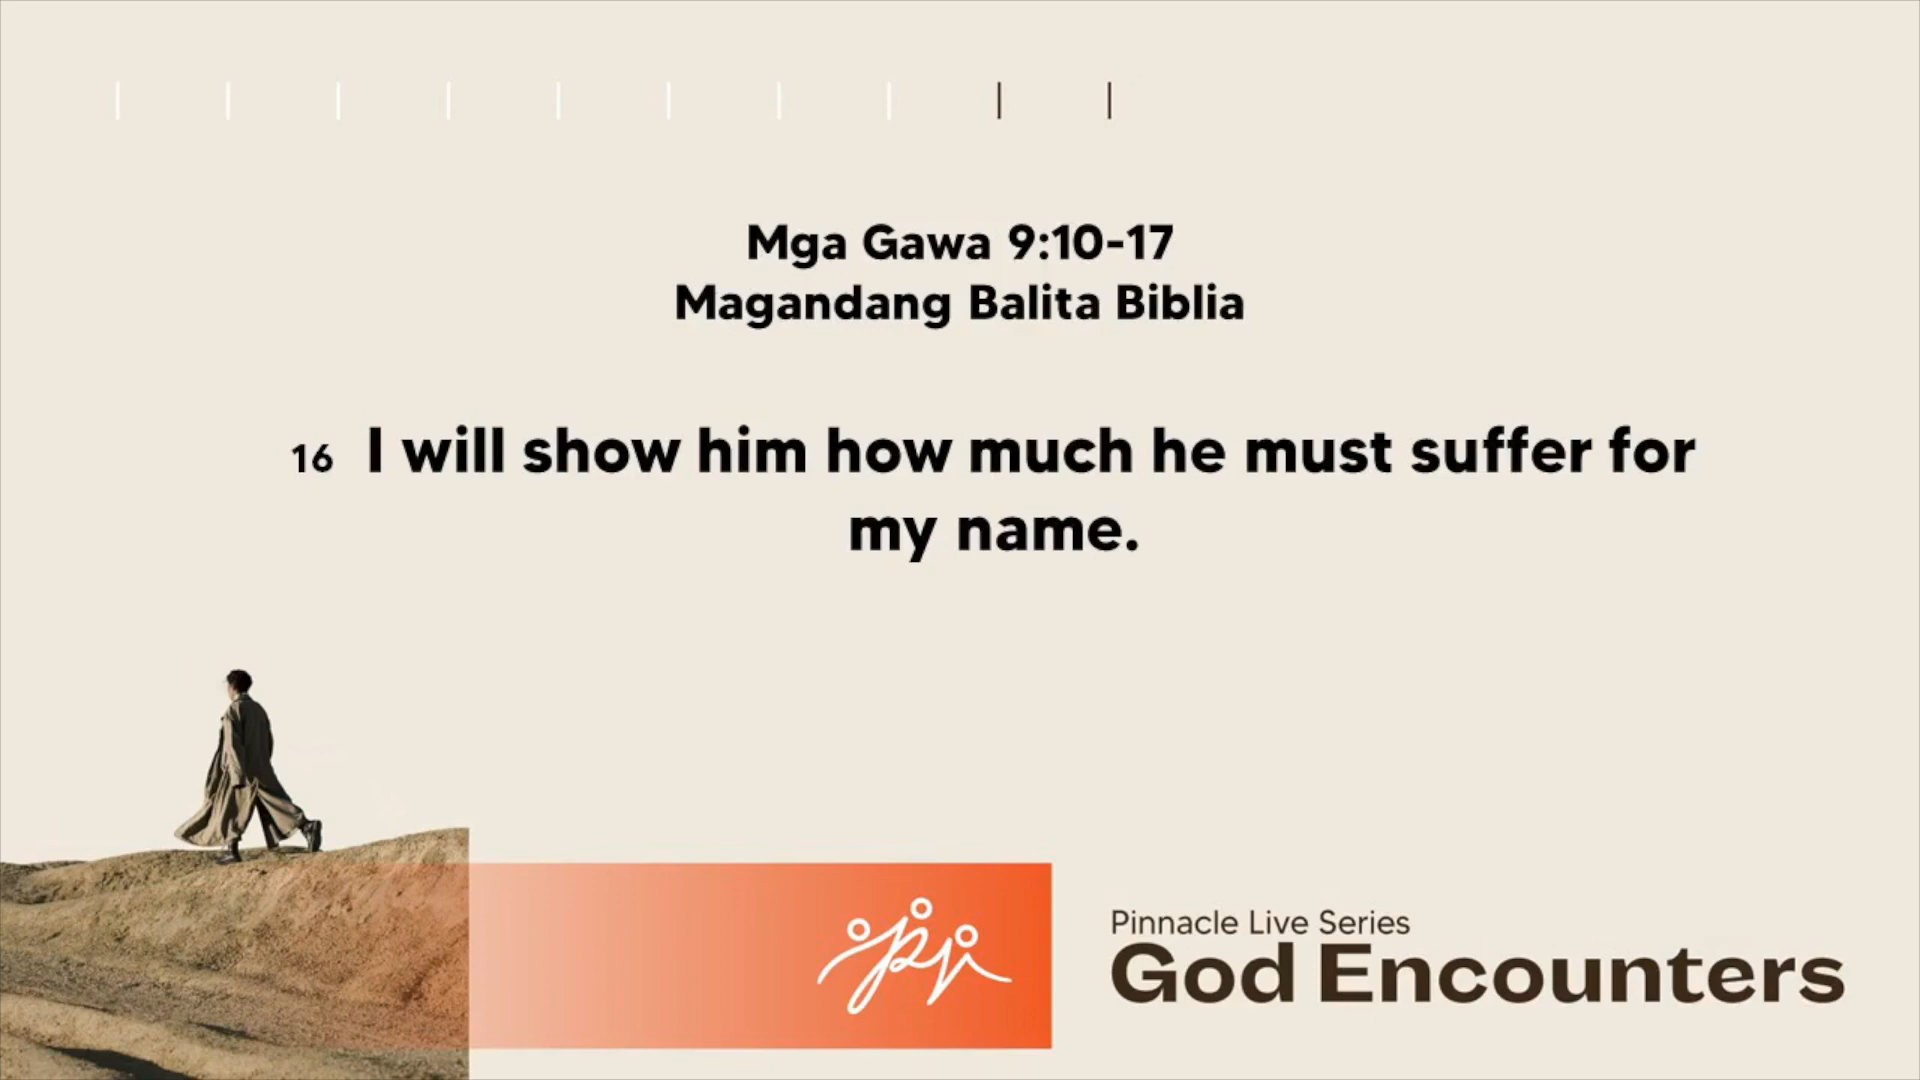 Mga Gawa 9:10-17
Magandang Balita Biblia
16 I will show him how much he must suffer for
my name.
Pinnacle Live Series
God Encounters